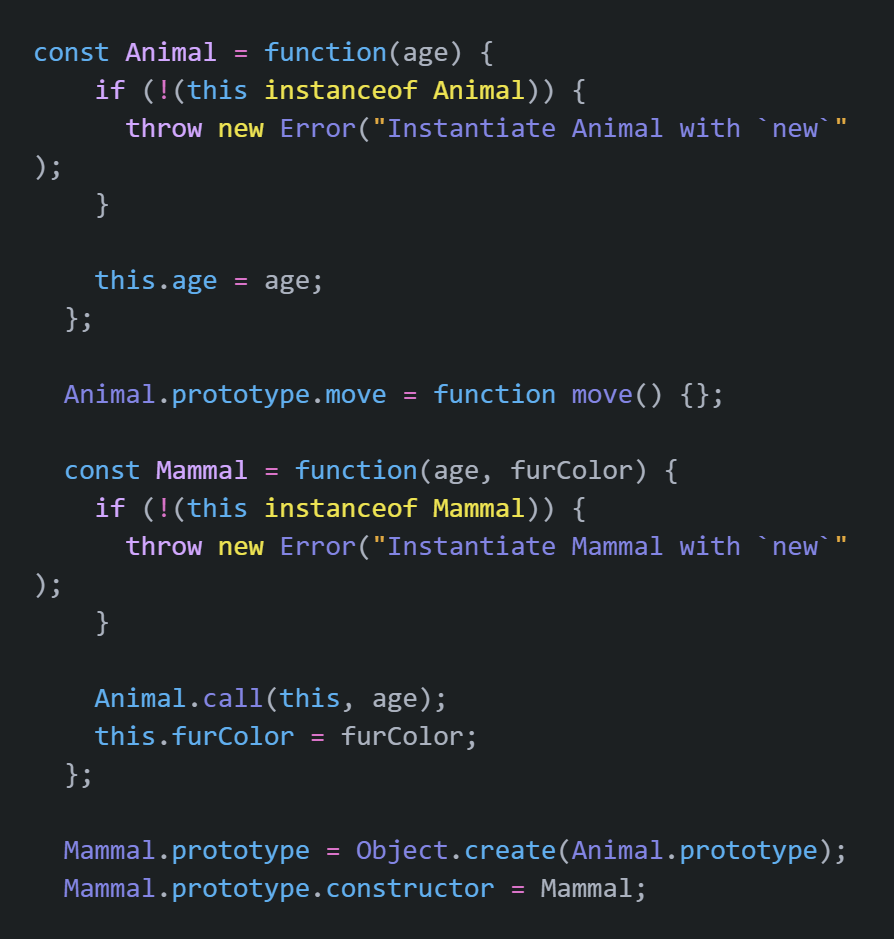 const Animal = function(age) {
    if (!(this instanceof Animal)) {
      throw new Error("Instantiate Animal with `new`"
);
    }

    this.age = age;
  };

  Animal.prototype.move = function move() {};

  const Mammal = function(age, furColor) {
    if (!(this instanceof Mammal)) {
      throw new Error("Instantiate Mammal with `new`"
);
    }

    Animal.call(this, age);
    this.furColor = furColor;
  };

  Mammal.prototype = Object.create(Animal.prototype);
  Mammal.prototype.constructor = Mammal;